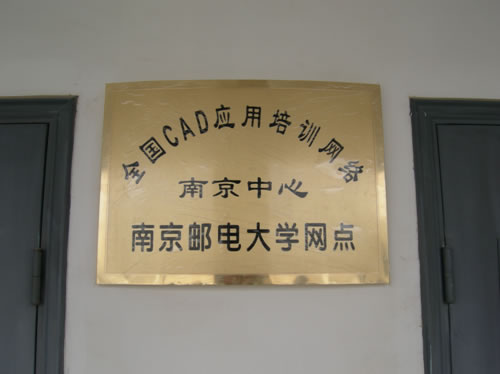 全国CAD应用培训网络
南京中心
南京邮电大学网点